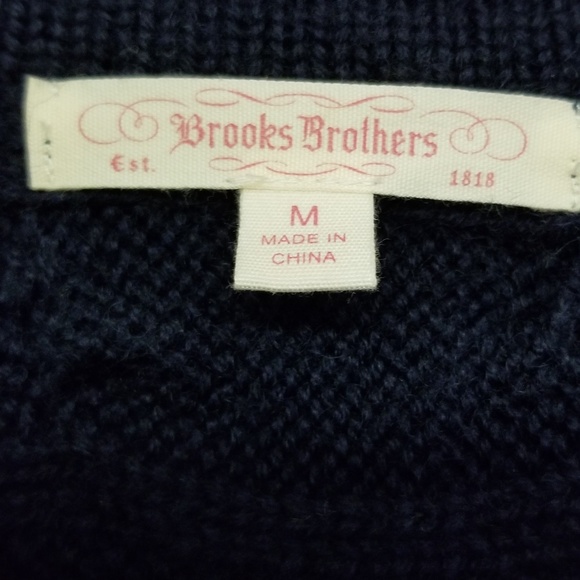 Brooks Brothers
Est. 1818
M
MADE IN
CHINA